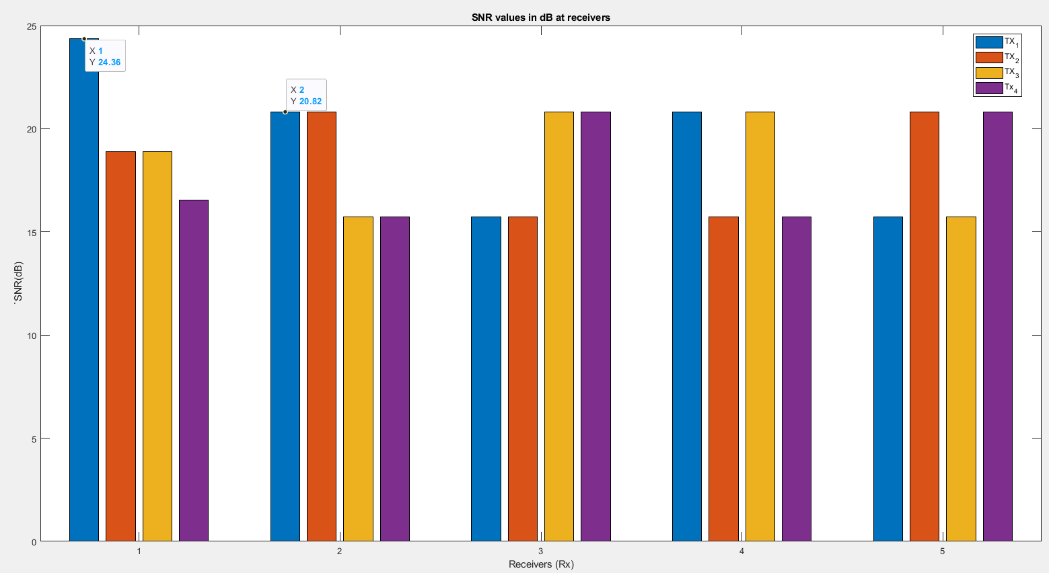 SNR values in dB at receivers
25
20
15
10
5
0
`SNR(dB)
X 1
Y 24.36
X 2
Y 20.82
TX1
TX2
TX3
Tx4
1 2 3 4 5
Receivers (Rx)